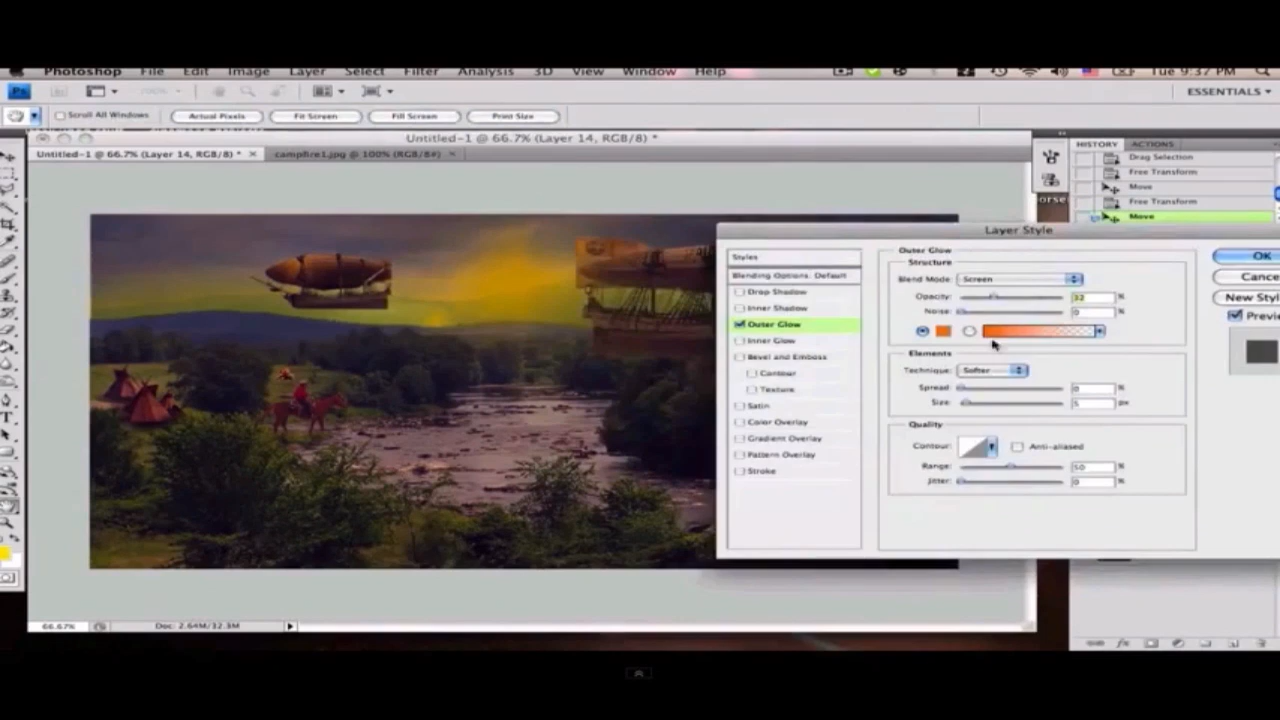 Photoshop File Edit Image Layer Select Filter Analysis 3D View Window Help Tue 9:37 PM
Ps ESSENTIALS
Scroll All Windows Actual Pixels Fit Screen Fill Screen Print Size
Untitled-1 @ 66.7% (Layer 14, RGB/8) *
Untitled-1 @ 66.7% (Layer 14, RGB/8) * × campfire1.jpg @ 100% (RGB/8#) ×
HISTORY ACTIONS
Drag Selection
Free Transform
Move
Free Transform
Move
Layer Style
Styles
Blending Options: Default
Drop Shadow
Inner Shadow
Outer Glow
Inner Glow
Bevel and Emboss
Contour
Texture
Satin
Color Overlay
Gradient Overlay
Pattern Overlay
Stroke
Outer Glow
Structure
Blend Mode: Screen
Opacity: 32 %
Noise: 0 %
Elements
Technique: Softer
Spread: 0 %
Size: 5 px
Quality
Contour: Anti-aliased
Range: 50 %
Jitter: 0 %
OK
Cance
New Styl
Previe
T
66.67% Doc: 2.64M/32.3M
fx